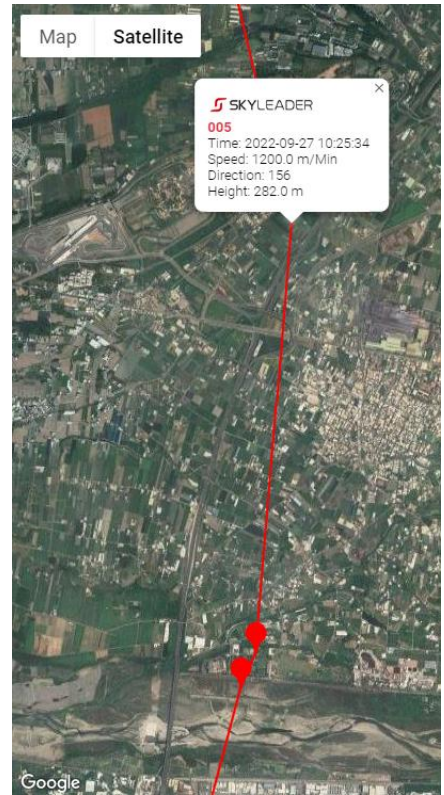 Map Satellite
SKYLEADER
005
Time: 2022-09-27 10:25:34
Speed: 1200.0 m/Min
Direction: 156
Height: 282.0 m
Google